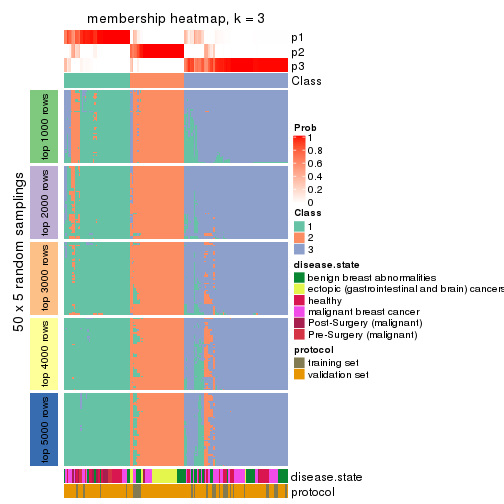 membership heatmap, k = 3
p1
p2
p3
Class
50 x 5 random samplings
top 1000 rows
top 2000 rows
top 3000 rows
top 4000 rows
top 5000 rows
disease.state
protocol
Prob
1
0.8
0.6
0.4
0.2
0
Class
1
2
3
disease.state
benign breast abnormalities
ectopic (gastrointestinal and brain) cancers
healthy
malignant breast cancer
Post-Surgery (malignant)
Pre-Surgery (malignant)
protocol
training set
validation set